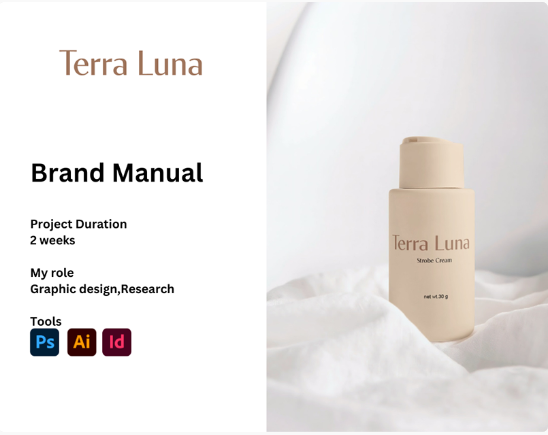 Terra Luna
Brand Manual
Project Duration
2 weeks
My role
Graphic design,Research
Tools
Ps Ai Id
Terra Luna
Strobe Cream
net wt.30 g